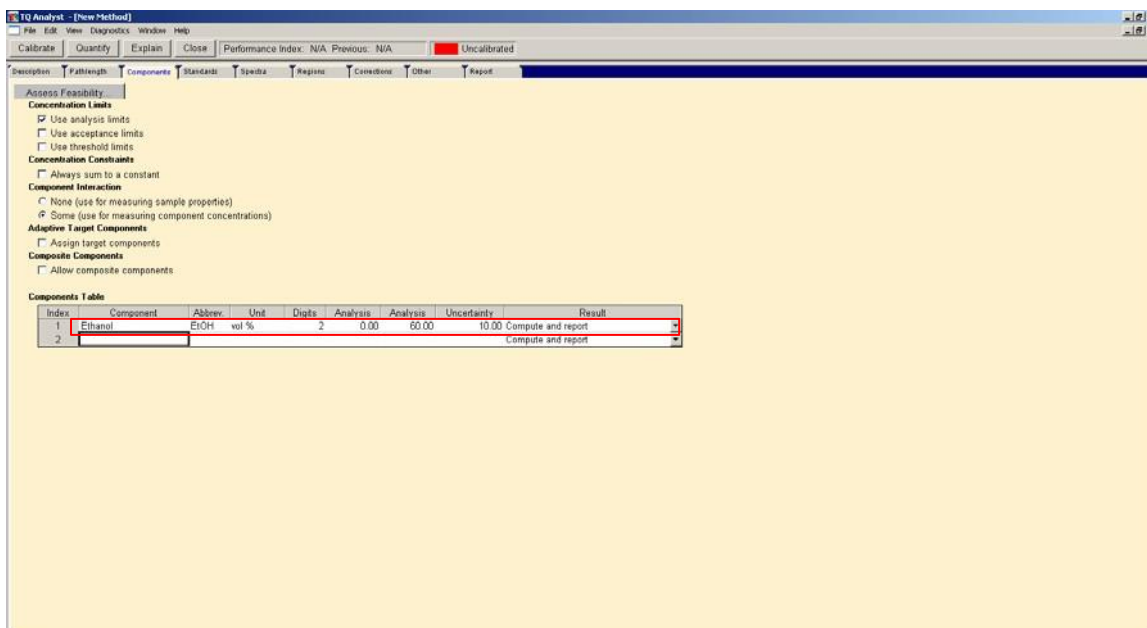 TQ Analyst - [New Method]
File Edit View Diagnostics Window Help
Calibrate Quantify Explain Close Performance Index: N/A Previous: N/A Uncalibrated
Description Pathlength Components Standards Spectra Regions Corrections Other Report
Assess Feasibility...
Concentration Limits
Use analysis limits
Use acceptance limits
Use threshold limits
Concentration Constraints
Always sum to a constant
Component Interaction
None (use for measuring sample properties)
Some (use for measuring component concentrations)
Adaptive Target Components
Assign target components
Composite Components
Allow composite components
Components Table
Index Component Abbrev. Unit Digits Analysis Analysis Uncertainty Result
1 Ethanol EtOH vol % 2 0.00 60.00 10.00 Compute and report
2 Compute and report